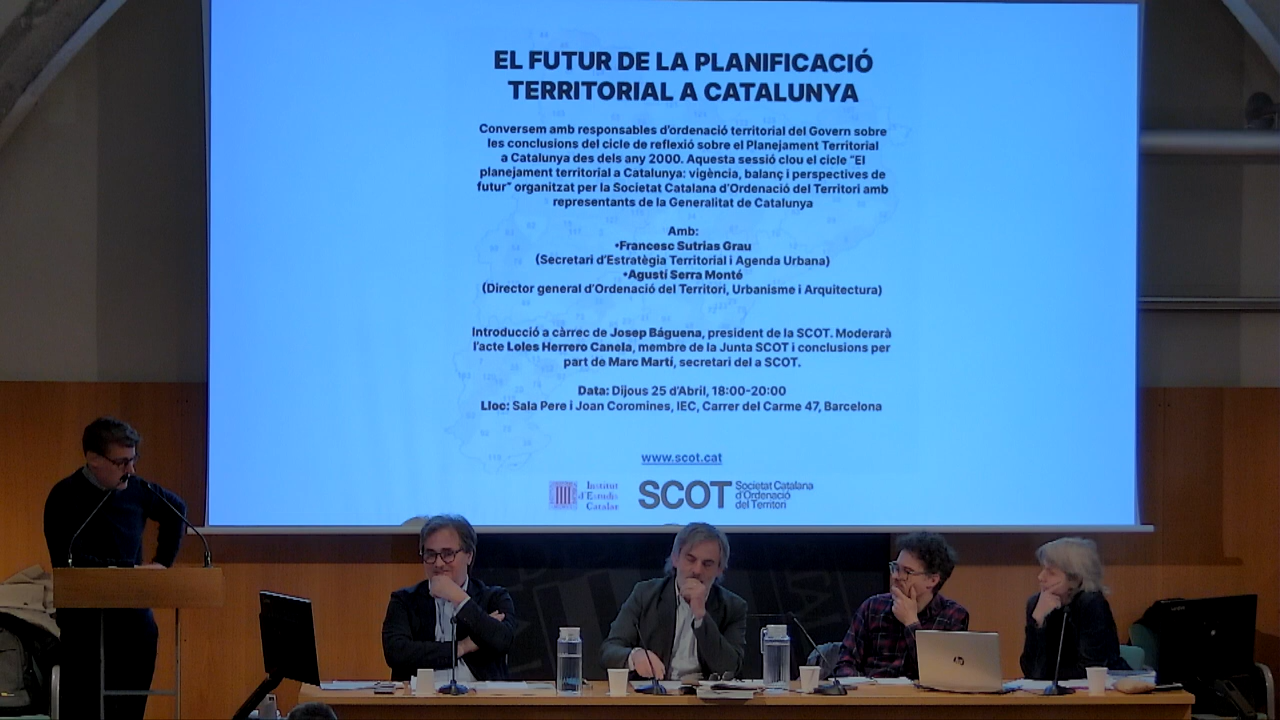 EL FUTUR DE LA PLANIFICACIÓ
TERRITORIAL A CATALUNYA
Conversem amb responsables d'ordenació territorial del Govern sobre
les conclusions del cicle de reflexió sobre el Planejament Territorial
a Catalunya des dels any 2000. Aquesta sessió clou el cicle "El
planejament territorial a Catalunya: vigència, balanç i perspectives de
futur" organitzat per la Societat Catalana d'Ordenació del Territori amb
representants de la Generalitat de Catalunya
Amb:
•Francesc Sutrias Grau
(Secretari d'Estratègia Territorial i Agenda Urbana)
•Agustí Serra Monté
(Director general d'Ordenació del Territori, Urbanisme i Arquitectura)
Introducció a càrrec de Josep Báguena, president de la SCOT. Moderarà
l'acte Loles Herrero Canela, membre de la Junta SCOT i conclusions per
part de Marc Martí, secretari del a SCOT.
Data: Dijous 25 d'Abril, 18:00-20:00
Lloc: Sala Pere i Joan Coromines, IEC, Carrer del Carme 47, Barcelona
www.scot.cat
Institut
d'Estudis
Catalans
SCOT
Societat Catalana
d'Ordenació
del Territori
hp